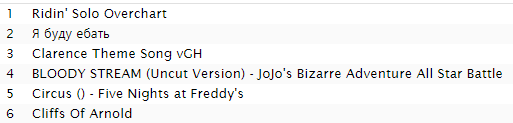 1 Ridin' Solo Overchart
2 Я буду ебать
3 Clarence Theme Song vGH
4 BLOODY STREAM (Uncut Version) - JoJo's Bizarre Adventure All Star Battle
5 Circus () - Five Nights at Freddy's
6 Cliffs Of Arnold